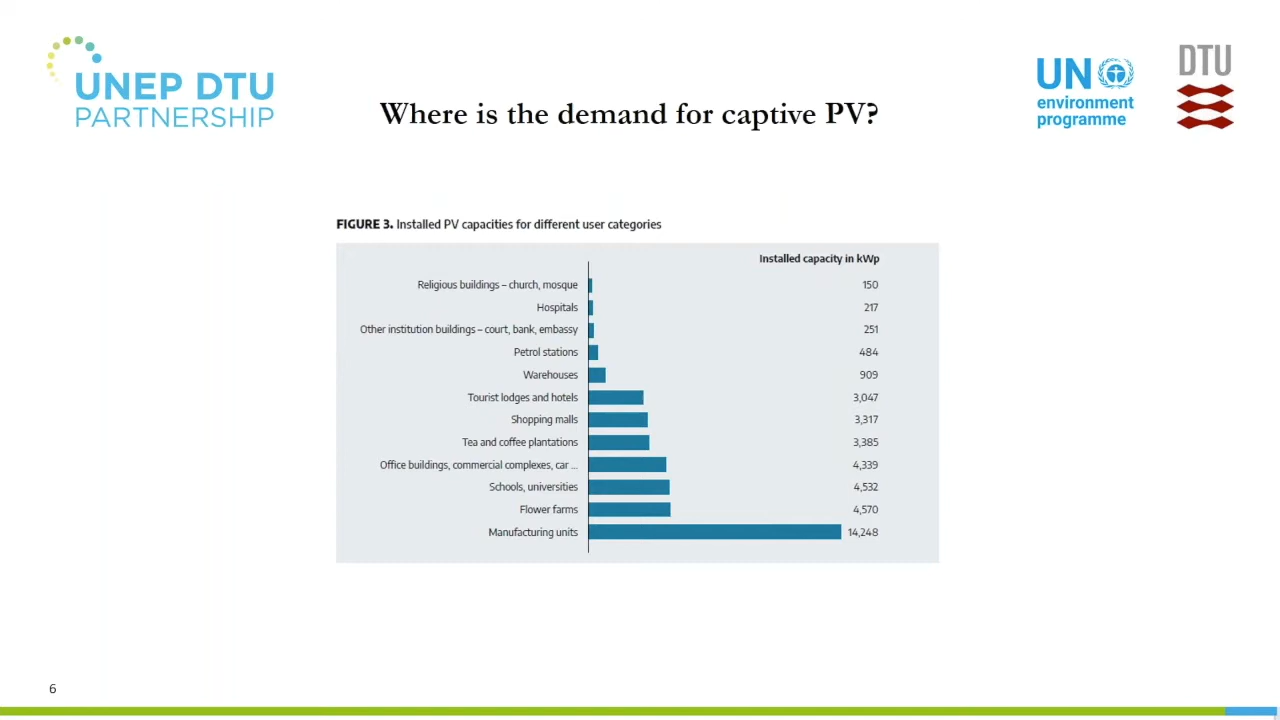 UNEP DTU
PARTNERSHIP
Where is the demand for captive PV?
UN
environment
programme
DTU
FIGURE 3. Installed PV capacities for different user categories
Installed capacity in kWp
Religious buildings – church, mosque 150
Hospitals 217
Other institution buildings – court, bank, embassy 251
Petrol stations 484
Warehouses 909
Tourist lodges and hotels 3,047
Shopping malls 3,317
Tea and coffee plantations 3,385
Office buildings, commercial complexes, car ... 4,339
Schools, universities 4,532
Flower farms 4,570
Manufacturing units 14,248
6